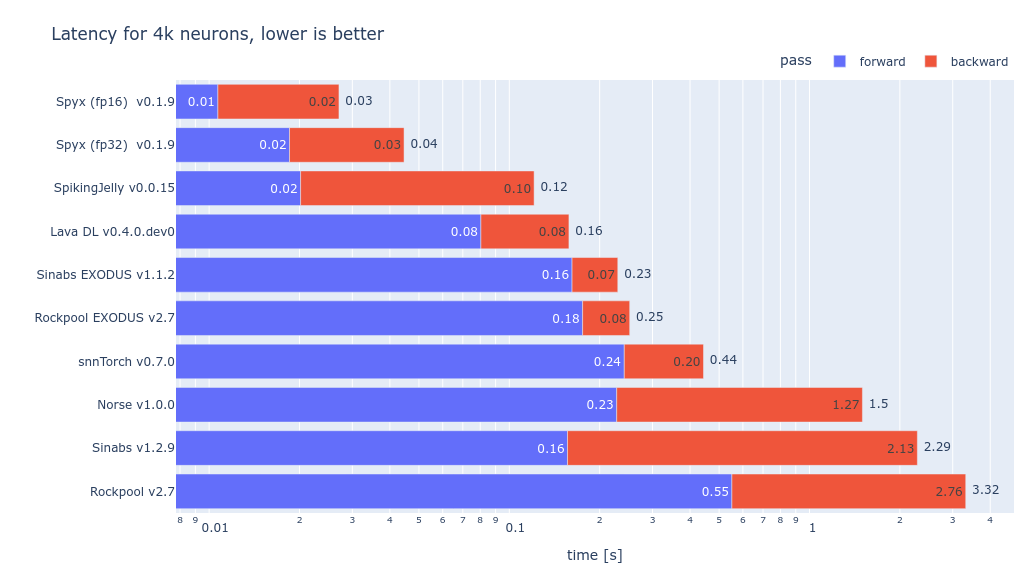 Latency for 4k neurons, lower is better
pass forward backward
Spyx (fp16) v0.1.9 0.01 0.02 0.03
Spyx (fp32) v0.1.9 0.02 0.03 0.04
SpikingJelly v0.0.15 0.02 0.10 0.12
Lava DL v0.4.0.dev0 0.08 0.08 0.16
Sinabs EXODUS v1.1.2 0.16 0.07 0.23
Rockpool EXODUS v2.7 0.18 0.08 0.25
snnTorch v0.7.0 0.24 0.20 0.44
Norse v1.0.0 0.23 1.27 1.5
Sinabs v1.2.9 0.16 2.13 2.29
Rockpool v2.7 0.55 2.76 3.32
8 9 0.01 2 3 4 5 6 7 8 9 0.1 2 3 4 5 6 7 8 9 1 2 3 4
time [s]